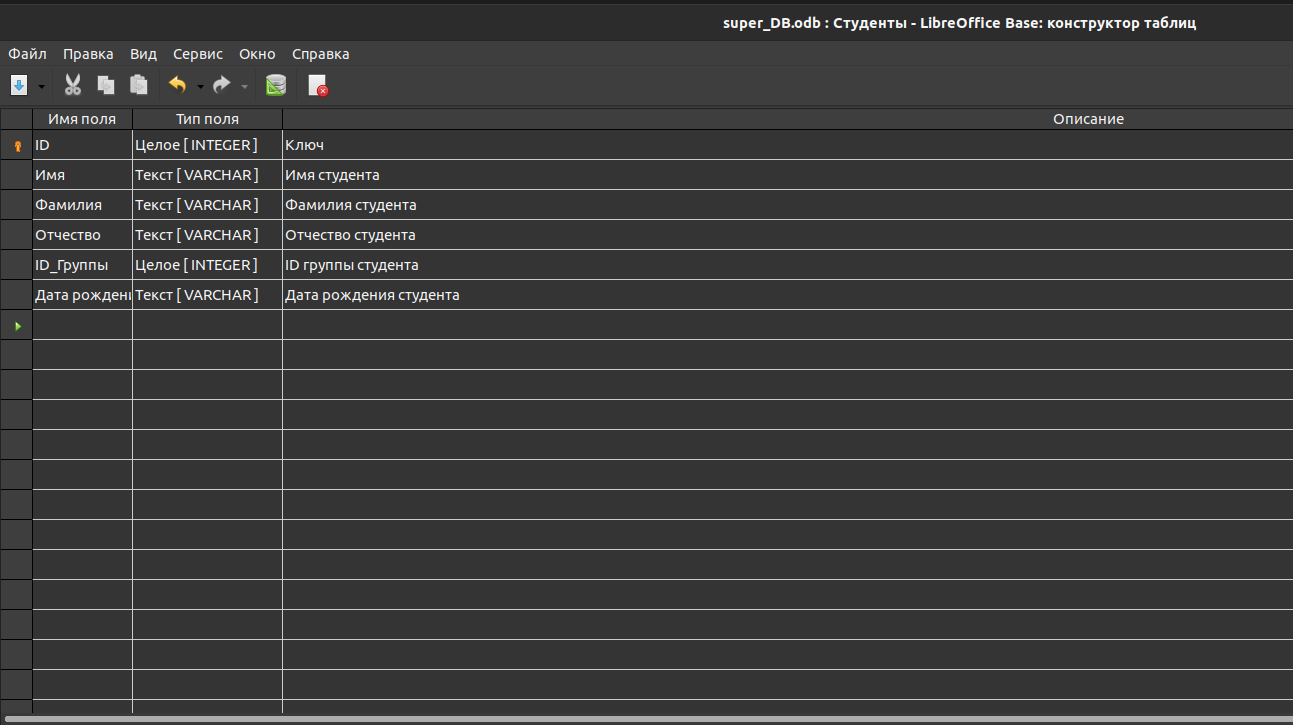 super_DB.odb : Студенты - LibreOffice Base: конструктор таблиц
Файл Правка Вид Сервис Окно Справка
Имя поля Тип поля Описание
ID Целое [ INTEGER ] Ключ
Имя Текст [ VARCHAR ] Имя студента
Фамилия Текст [ VARCHAR ] Фамилия студента
Отчество Текст [ VARCHAR ] Отчество студента
ID_Группы Целое [ INTEGER ] ID группы студента
Дата рождени Текст [ VARCHAR ] Дата рождения студента